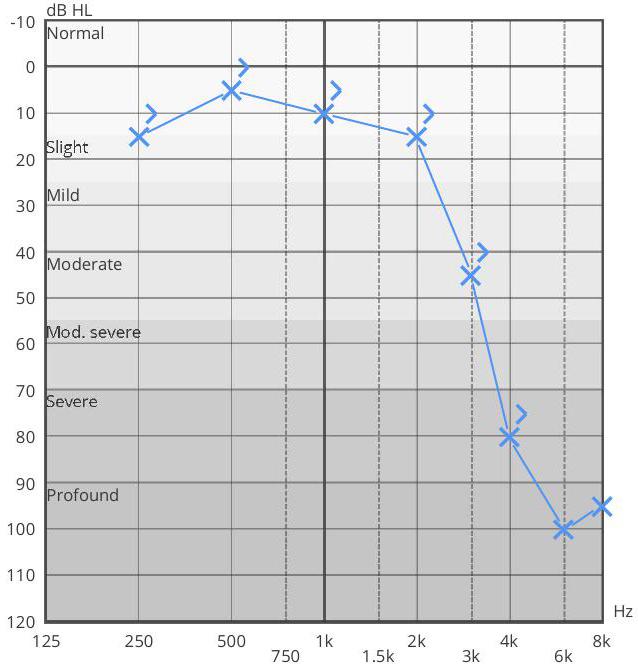 dB HL
-10
Normal
0
10
Slight
20
Mild
30
40
Moderate
50
Mod. severe
60
70
Severe
80
90
Profound
100
110
120
Hz
125 250 500 1k 2k 4k 8k
750 1.5k 3k 6k